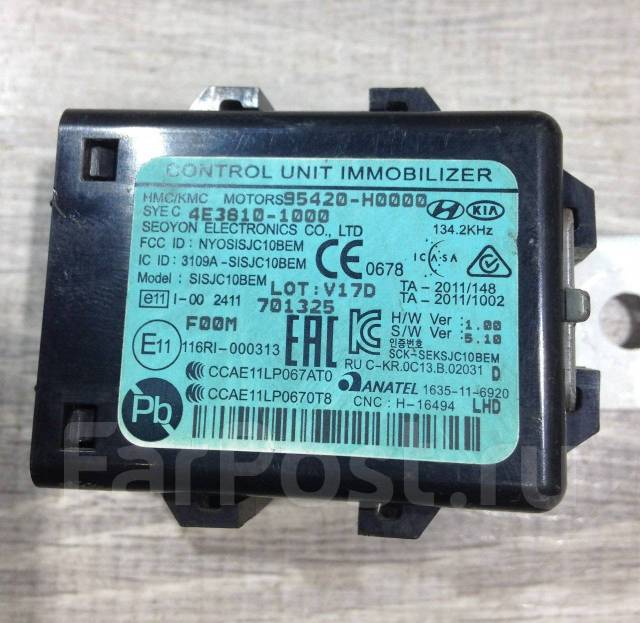 CONTROL UNIT IMMOBILIZER
HMC/KMC MOTORS 95420-H0000
SYEC 4E3810-1000
HYUNDAI KIA
SEOYON ELECTRONICS CO., LTD 134.2KHz
FCC ID : NYOSISJC10BEM
IC ID : 3109A-SISJC10BEM CE 0678 ICASA
Model : SISJC10BEM
LOT:V17D TA-2011/148
e11 I-00 2411 701325 TA-2011/1002
F00M EAC KC H/W Ver : 1.00
S/W Ver : 5.10
인증번호
E11 116RI-000313 SCK-SEKSJC10BEM
RU C-KR.0C13.B.02031 D
CCAE11LP067AT0 ANATEL 1635-11-6920
Pb CCAE11LP0670T8 CNC : H-16494 LHD
FarPost.ru